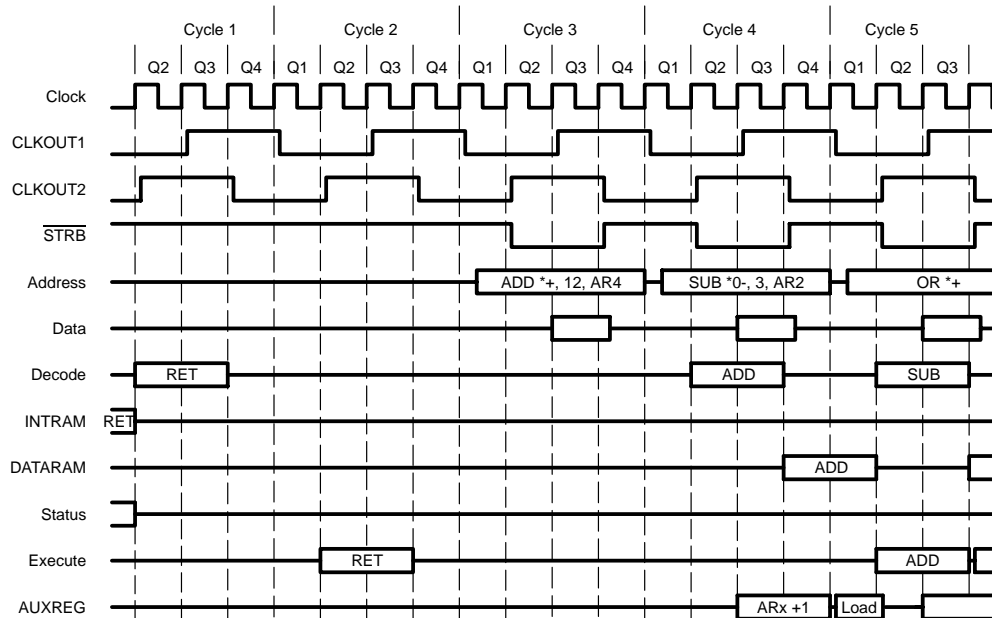 Cycle 1 Cycle 2 Cycle 3 Cycle 4 Cycle 5
Q2 Q3 Q4 Q1 Q2 Q3 Q4 Q1 Q2 Q3 Q4 Q1 Q2 Q3 Q4 Q1 Q2 Q3
Clock
CLKOUT1
CLKOUT2
STRB
Address ADD *+, 12, AR4 SUB *0-, 3, AR2 OR *+
Data
Decode RET ADD SUB
INTRAM RET
DATARAM ADD
Status
Execute RET ADD
AUXREG ARx +1 Load